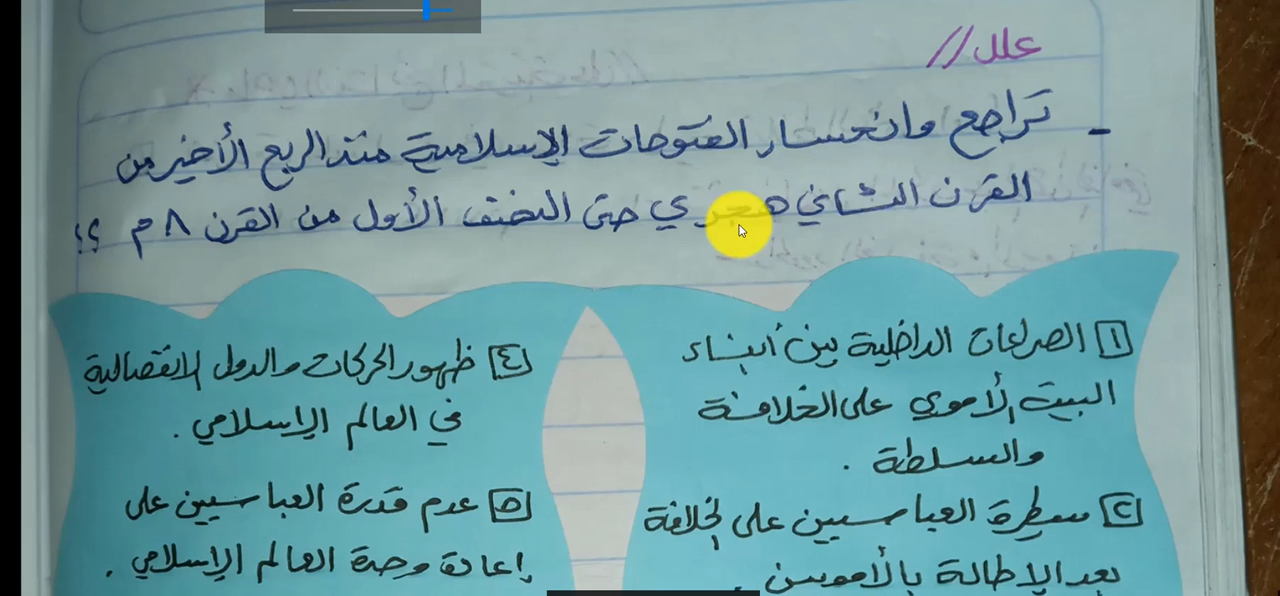 علل //
- تراجع وانحسار الفتوحات الإسلامية منذ الربع الأخير من
القرن الثاني هجري حتى النصف الأول من القرن ٨ م ؟؟
١ الصراعات الداخلية بين أبناء
البيت الأموي على الخلافة
والسلطة .
٢ سيطرة العباسيين على الخلافة
بعد الإطالة بالأمويين .
٤ ظهور الحركات والدول الانفصالية
في العالم الإسلامي .
٥ عدم قدرة العباسيين على
إعادة وحدة العالم الإسلامي .